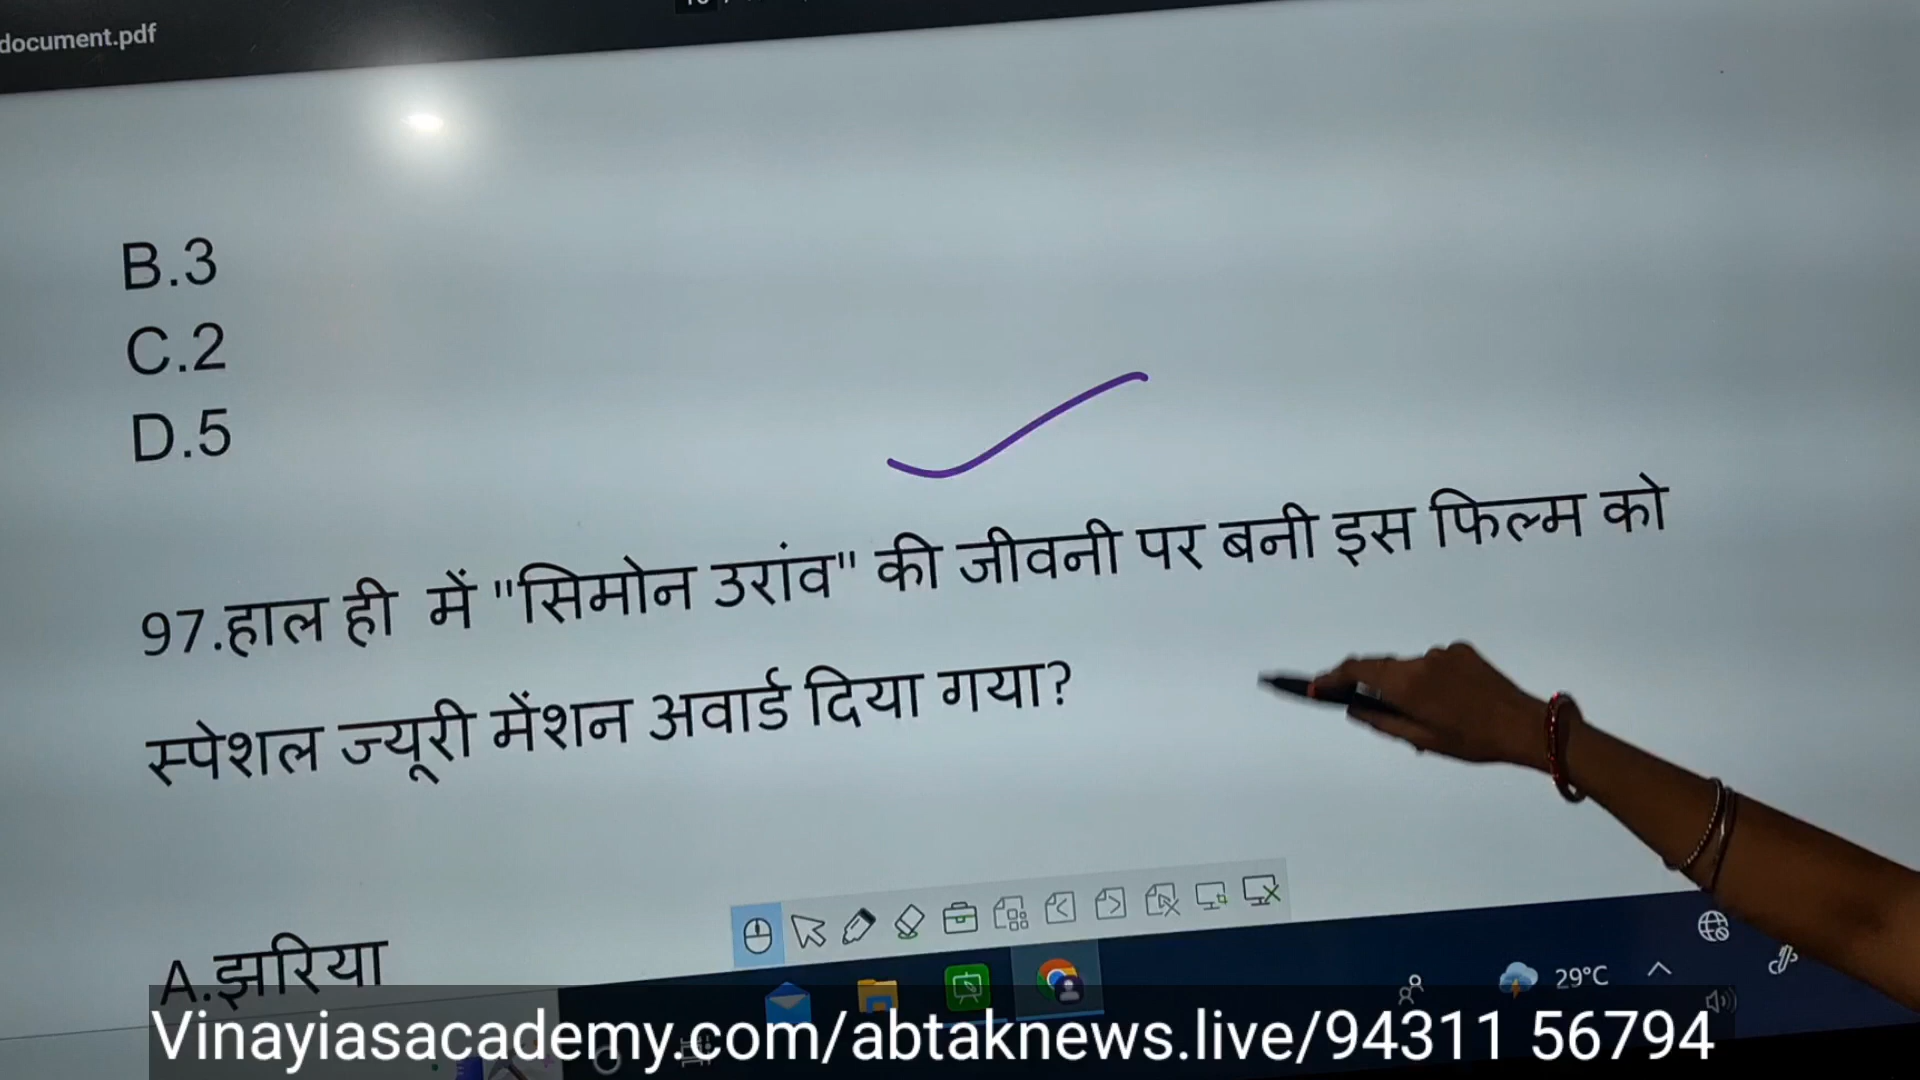 document.pdf
B.3
C.2
D.5
97.हाल ही में "सिमोन उरांव" की जीवनी पर बनी इस फिल्म को
स्पेशल ज्यूरी मेंशन अवार्ड दिया गया?
A.झरिया
29°C
Vinayiasacademy.com/abtaknews.live/94311 56794